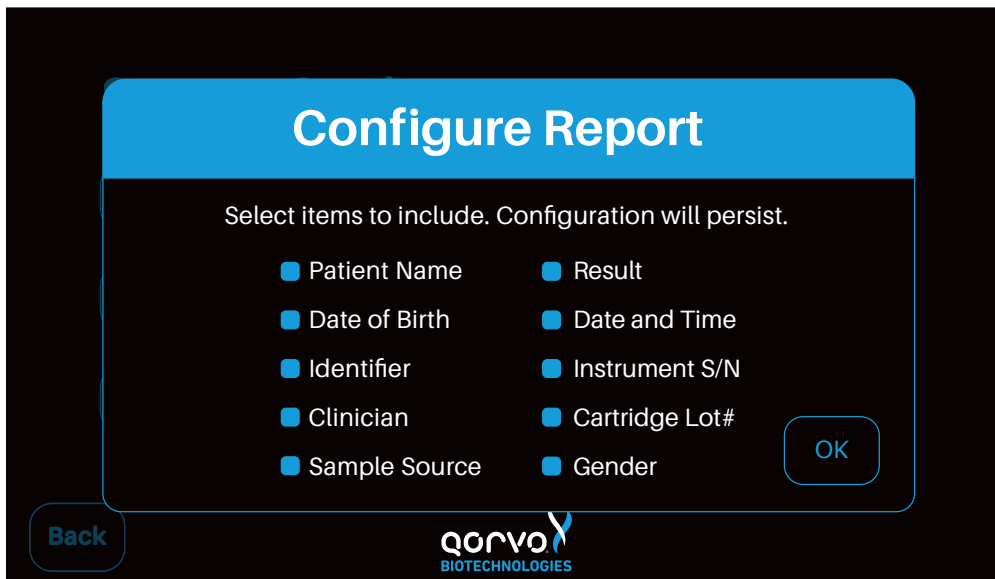 Configure Report
Select items to include. Configuration will persist.
Patient Name
Date of Birth
Identifier
Clinician
Sample Source
Result
Date and Time
Instrument S/N
Cartridge Lot#
Gender
OK
Back
QORVO
BIOTECHNOLOGIES